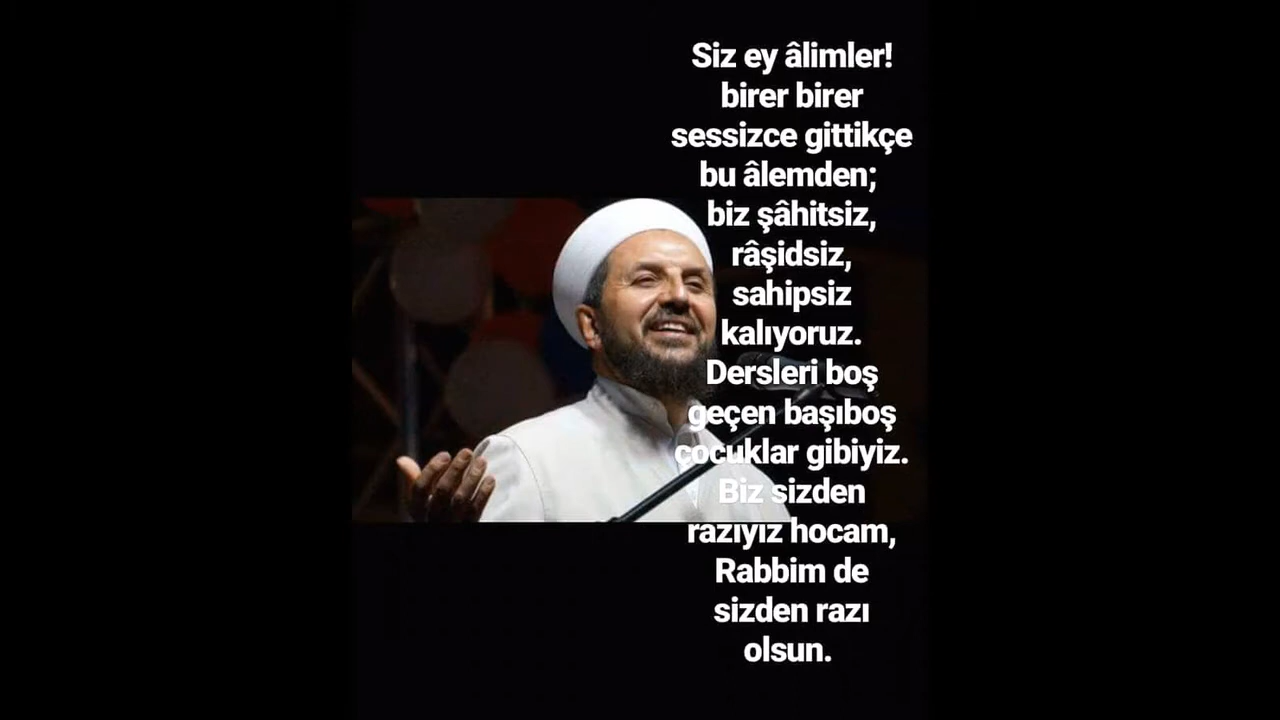 Siz ey âlimler!
birer birer
sessizce gittikçe
bu âlemden;
biz şâhitsiz,
râşidsiz,
sahipsiz
kalıyoruz.
Dersleri boş
geçen başıboş
çocuklar gibiyiz.
Biz sizden
razıyız hocam,
Rabbim de
sizden razı
olsun.